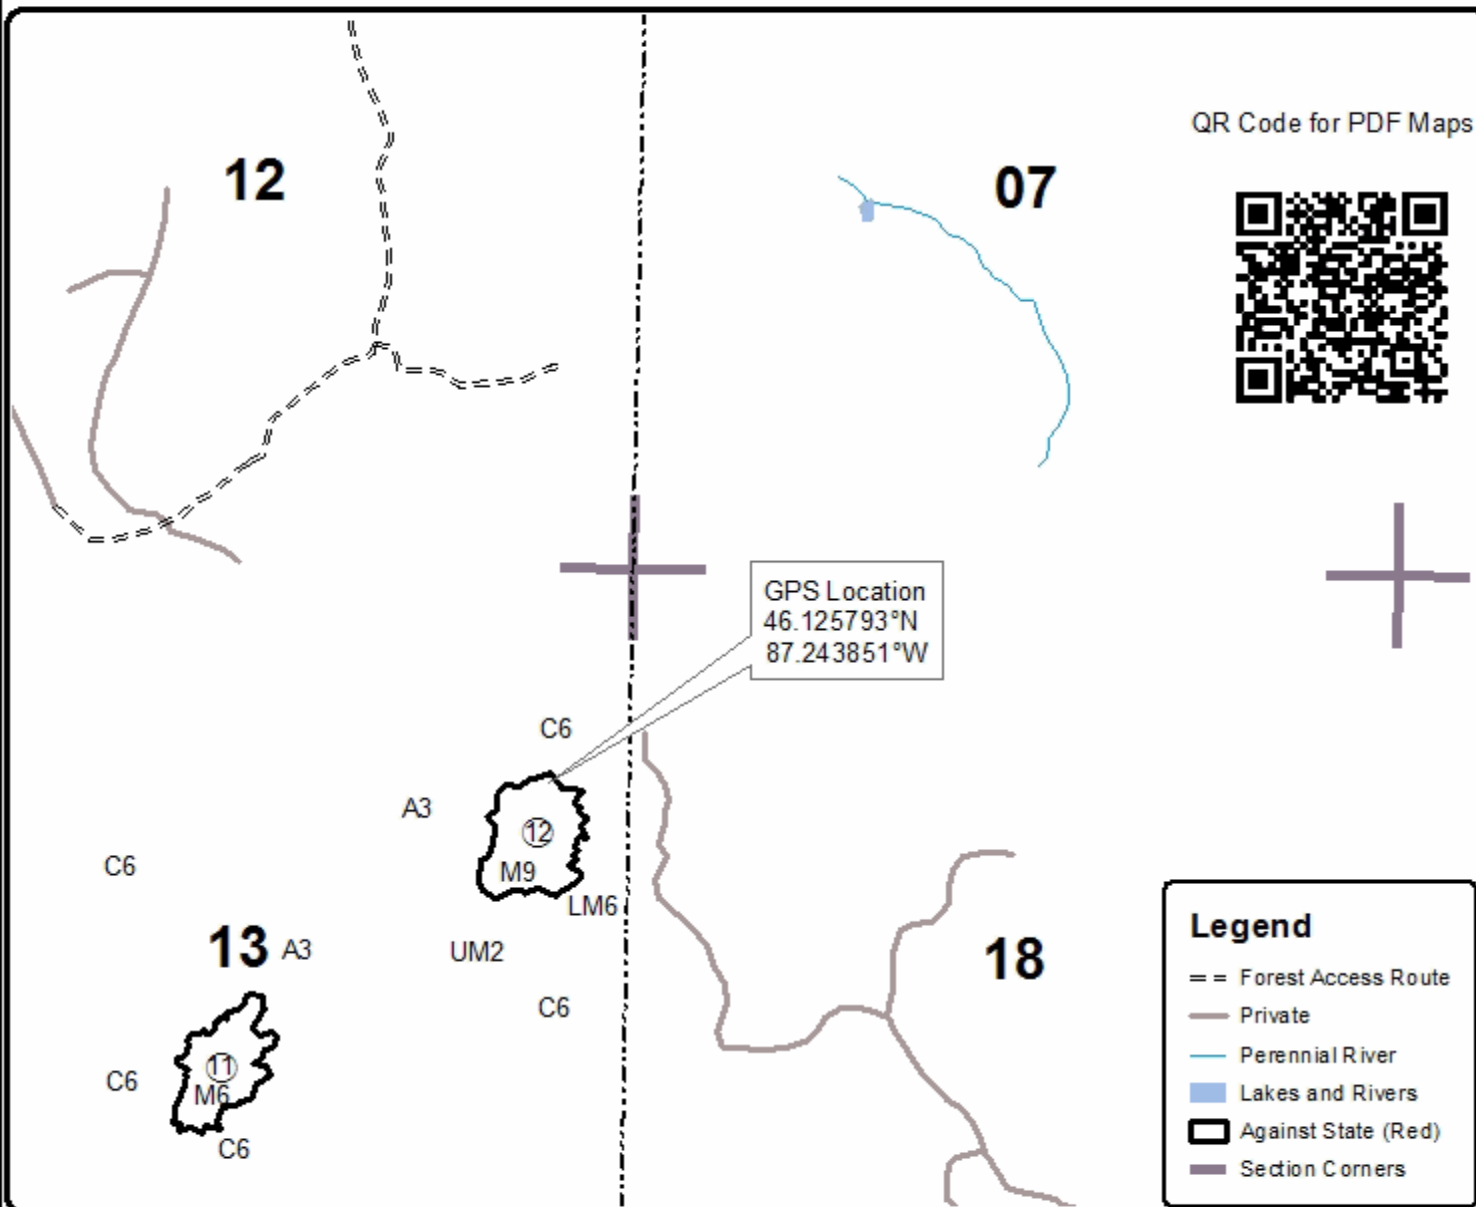 QR Code for PDF Maps
12
07
GPS Location
46.125793°N
87.243851°W
C6
A3
12
M9
C6
LM6
13
A3
UM2
18
C6
11
M6
C6
C6
Legend
Forest Access Route
Private
Perennial River
Lakes and Rivers
Against State (Red)
Section Corners